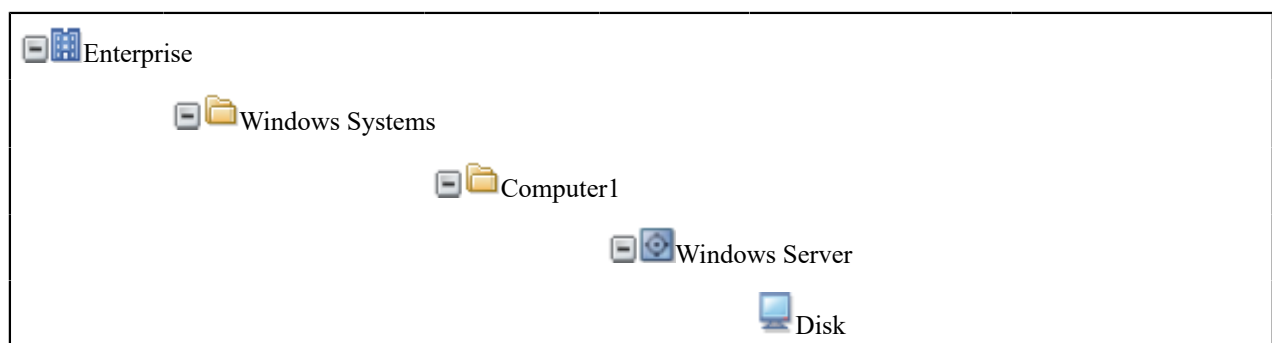 Enterprise
Windows Systems
Computer1
Windows Server
Disk